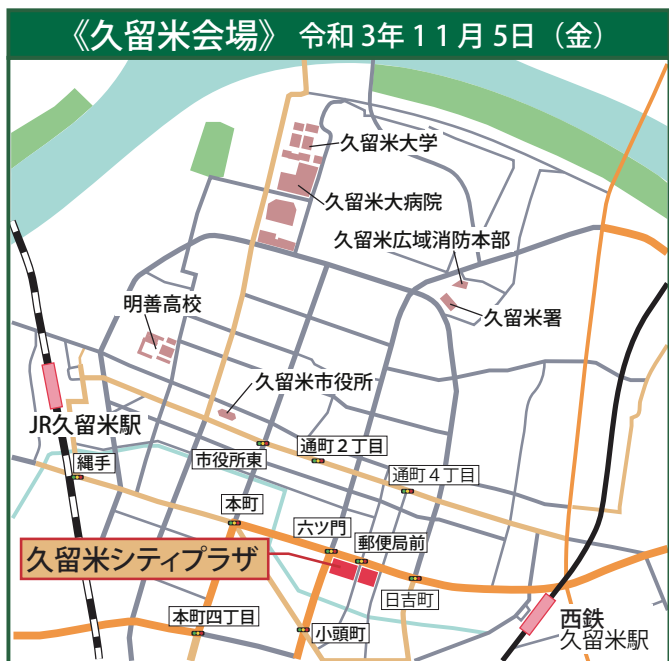 《久留米会場》 令和3年11月5日（金）
久留米大学
久留米大病院
久留米広域消防本部
明善高校
久留米署
久留米市役所
JR久留米駅
市役所東
通町2丁目
縄手
通町4丁目
本町
六ツ門
郵便局前
久留米シティプラザ
日吉町
本町四丁目
小頭町
西鉄
久留米駅